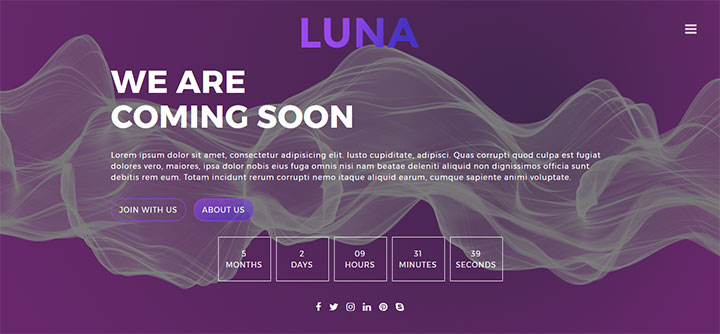 LUNA
WE ARE
COMING SOON
Lorem ipsum dolor sit amet, consectetur adipisicing elit. Iusto cupiditate, adipisci. Quas corrupti quod culpa est fugiat
dolores vero, maiores, ipsa dolor nobis eius fuga omnis nisi nam beatae deleniti aliquid non dignissimos officia sunt
debitis rem eum. Totam incidunt rerum corrupti nemo itaque aliquid earum, cumque sapiente animi voluptate.
JOIN WITH US ABOUT US
5 2 09 31 39
MONTHS DAYS HOURS MINUTES SECONDS